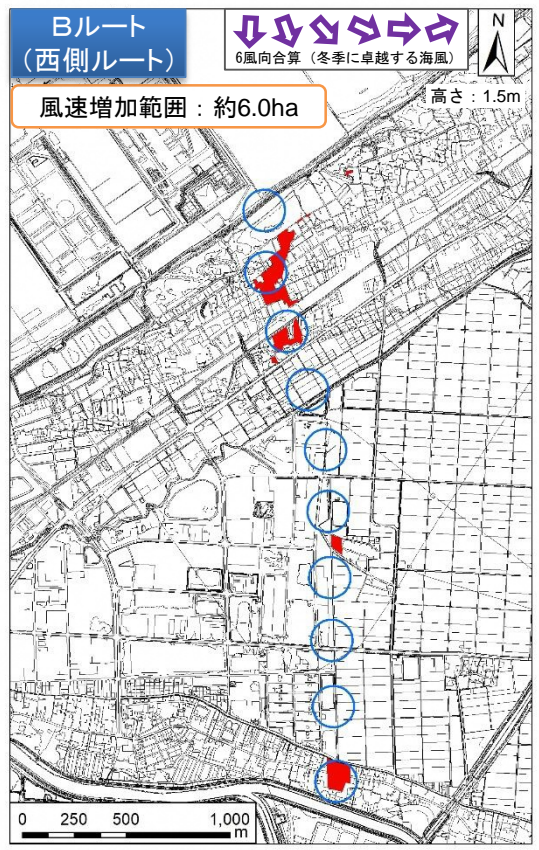 Bルート
(西側ルート)
6風向合算(冬季に卓越する海風)
N
風速増加範囲：約6.0ha
高さ：1.5m
0 250 500 1,000
m